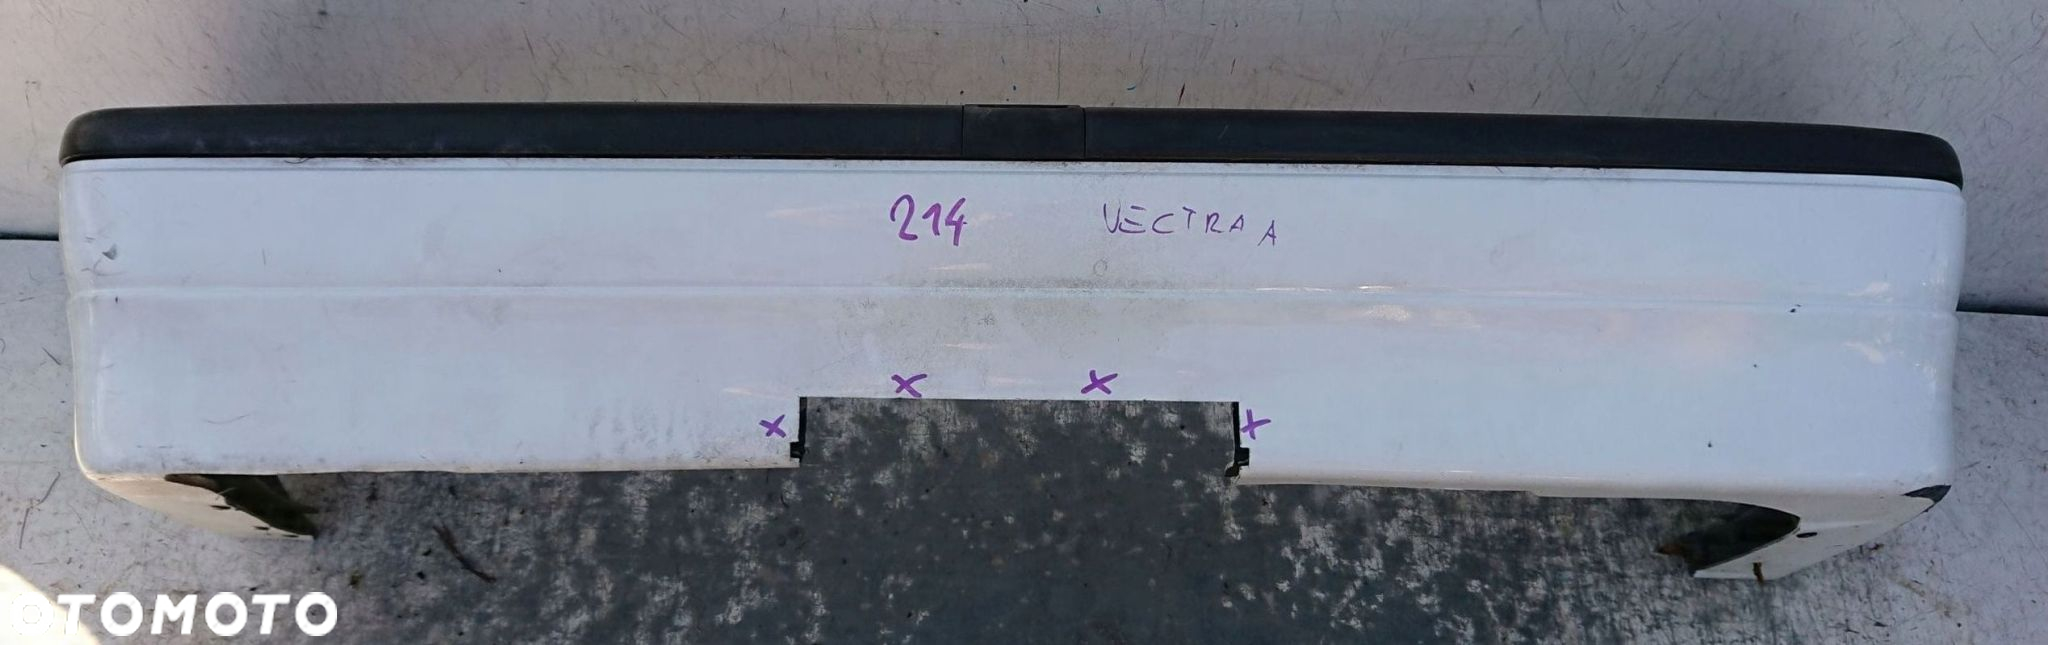 214 VECTRA A
x x
x x
OTOMOTO